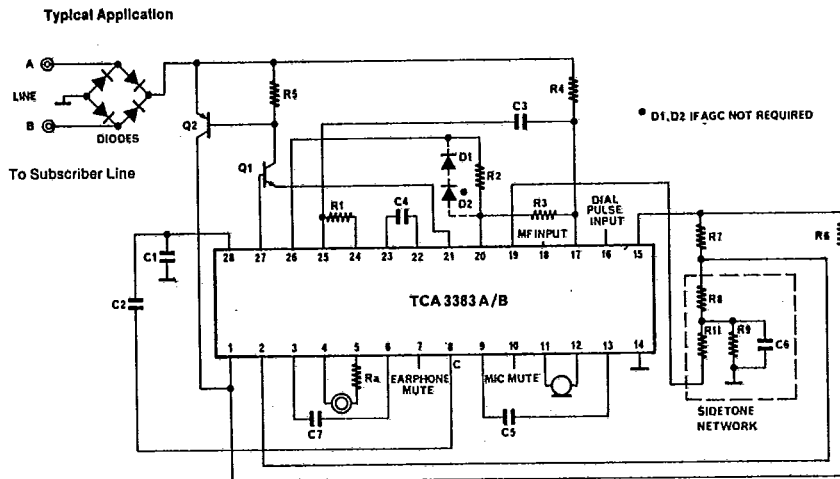 Typical Application
A
LINE
B
DIODES
To Subscriber Line
Q2
R5
Q1
C3
R4
● D1, D2 IF AGC NOT REQUIRED
D1
D2
R2
R1
C4
R3
DIAL
PULSE
INPUT
MF INPUT
28 27 26 25 24 23 22 21 20 19 18 17 16 15
C1
C2
TCA 3383 A/B
R7
R6
R8
R11
R9
C6
SIDETONE
NETWORK
1 2 3 4 5 6 7 8 9 10 11 12 13 14
C
Ra
EARPHONE
MUTE
MIC MUTE
C7
C5